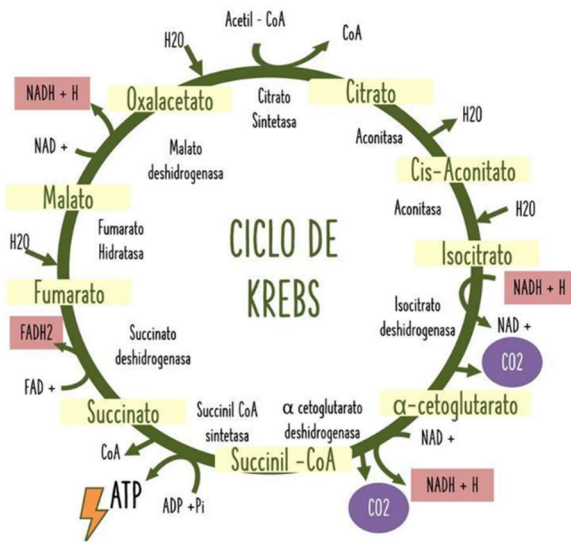 Acetil - CoA
CoA
H2O
Oxalacetato
Citrato
Sintetasa
Citrato
NADH + H
NAD +
Malato
deshidrogenasa
Aconitasa
H2O
Cis-Aconitato
Malato
Fumarato
Hidratasa
H2O
CICLO DE
KREBS
Aconitasa
H2O
Isocitrato
NADH + H
NAD +
Isocitrato
deshidrogenasa
CO2
Fumarato
FADH2
FAD +
Succinato
deshidrogenasa
Succinato
Succinil CoA
sintetasa
α cetoglutarato
deshidrogenasa
α-cetoglutarato
NAD +
NADH + H
CO2
Succinil -CoA
CoA
ATP
ADP +Pi